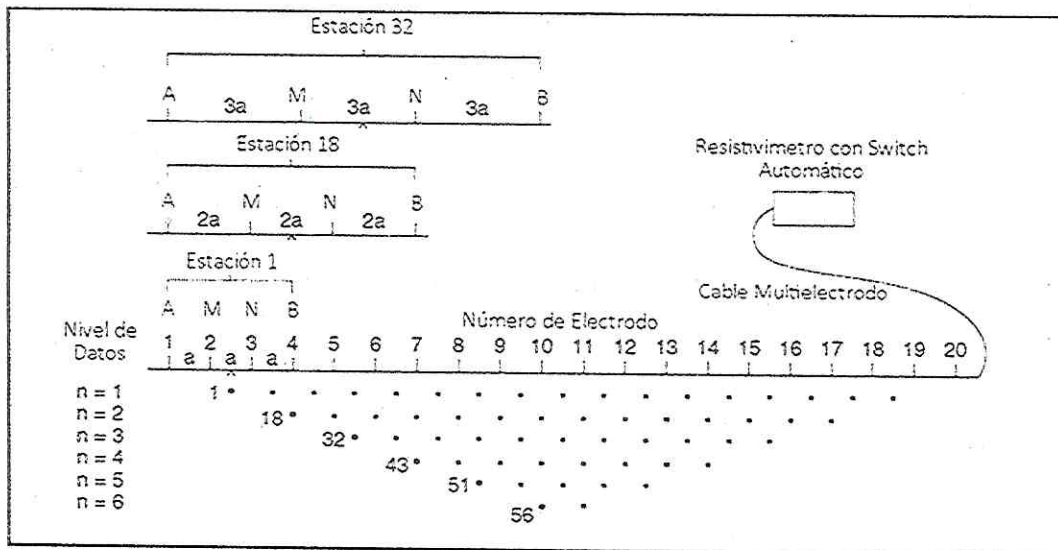 Estación 32
A M N B
3a 3a 3a
Estación 18
A M N B
2a 2a 2a
Estación 1
A M N B
Resistivimetro con Switch
Automático
Cable Multielectrodo
Nivel de
Datos
Número de Electrodo
1 2 3 4 5 6 7 8 9 10 11 12 13 14 15 16 17 18 19 20
a a a
n = 1 1
n = 2 18
n = 3 32
n = 4 43
n = 5 51
n = 6 56